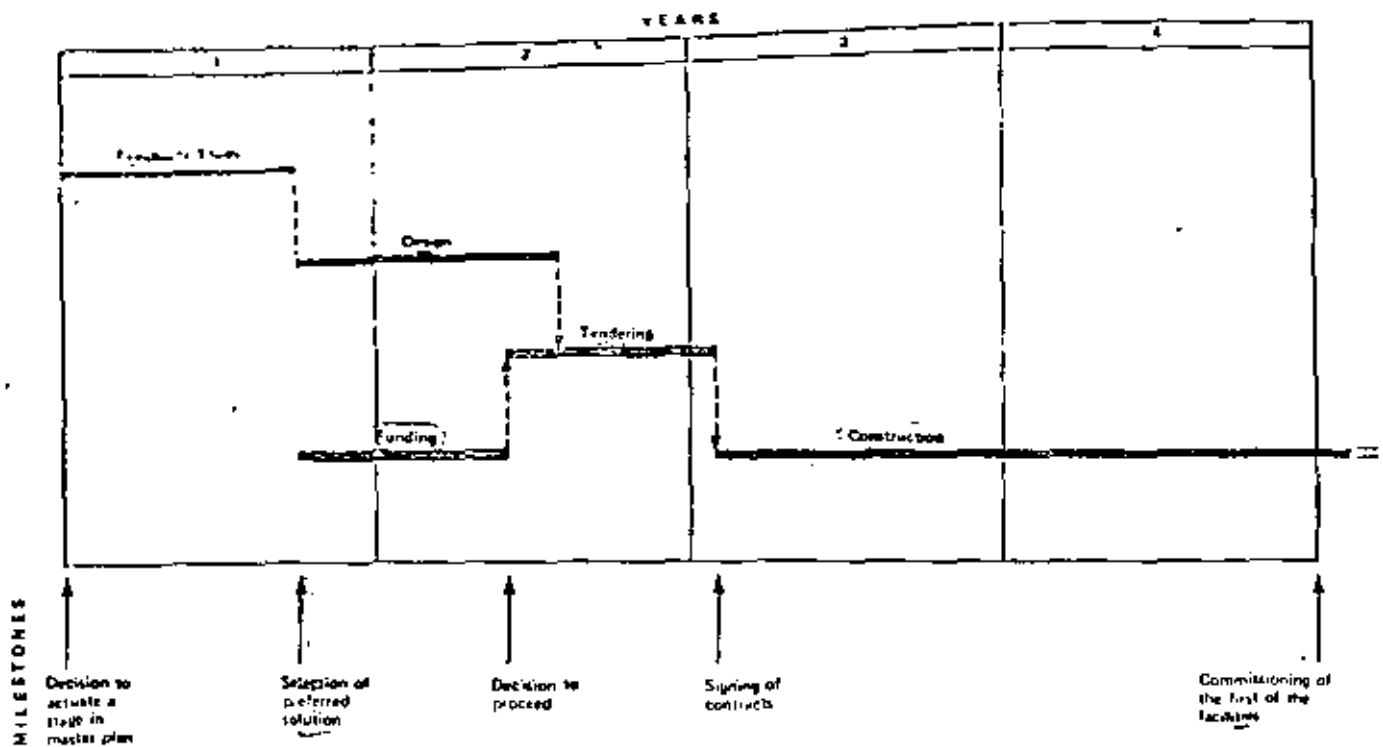 YEARS
1
2
3
4
Design
Tendering
Funding
Construction
MILESTONES
Decision to
actuate a
stage in
master plan
Selection of
preferred
solution
Decision to
proceed
Signing of
contracts
Commissioning of
the first of the
facilities